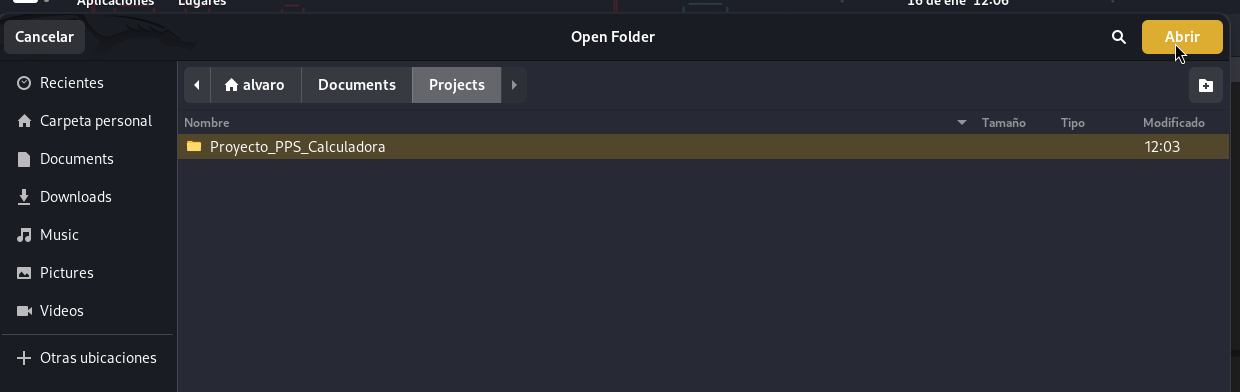 Aplicaciones Lugares 16 de ene 12:06
Cancelar Open Folder Abrir
Recientes
Carpeta personal
Documents
Downloads
Music
Pictures
Videos
Otras ubicaciones
alvaro Documents Projects
Nombre Tamaño Tipo Modificado
Proyecto_PPS_Calculadora 12:03